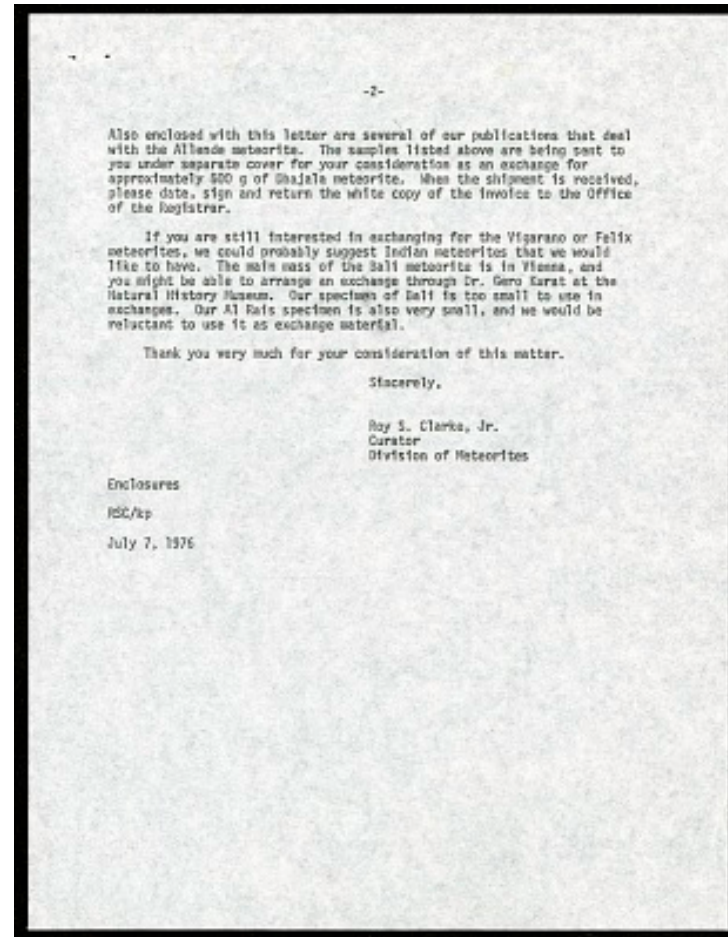 -2-
Also enclosed with this letter are several of our publications that deal
with the Allende meteorite. The samples listed above are being sent to
you under separate cover for your consideration as an exchange for
approximately 500 g of Dhajala meteorite. When the shipment is received,
please date, sign and return the white copy of the invoice to the Office
of the Registrar.
If you are still interested in exchanging for the Vigarano or Felix
meteorites, we could probably suggest Indian meteorites that we would
like to have. The main mass of the Bali meteorite is in Vienna, and
you might be able to arrange an exchange through Dr. Gero Kurat at the
Natural History Museum. Our specimen of Bali is too small to use in
exchanges. Our Al Rais specimen is also very small, and we would be
reluctant to use it as exchange material.
Thank you very much for your consideration of this matter.
Sincerely,
Roy S. Clarke, Jr.
Curator
Division of Meteorites
Enclosures
RSC/kp
July 7, 1976